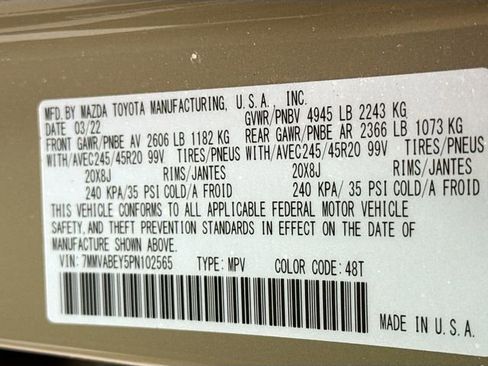 MFD. BY MAZDA TOYOTA MANUFACTURING, U.S.A., INC.
DATE 03/22 GVWR/PNBV 4945 LB 2243 KG
FRONT GAWR/PNBE AV 2606 LB 1182 KG REAR GAWR/PNBE AR 2366 LB 1073 KG
WITH/AVEC245/45R20 99V TIRES/PNEUS WITH/AVEC245/45R20 99V TIRES/PNEUS
20X8J RIMS/JANTES 20X8J RIMS/JANTES
240 KPA/35 PSI COLD/A FROID 240 KPA/ 35 PSI COLD/A FROID
THIS VEHICLE CONFORMS TO ALL APPLICABLE FEDERAL MOTOR VEHICLE
SAFETY, AND THEFT PREVENTION STANDARDS IN EFFECT ON THE DATE OF
MANUFACTURE SHOWN ABOVE.
VIN: 7MMVABEY5PN102565 TYPE: MPV COLOR CODE: 48T
MADE IN U.S.A.